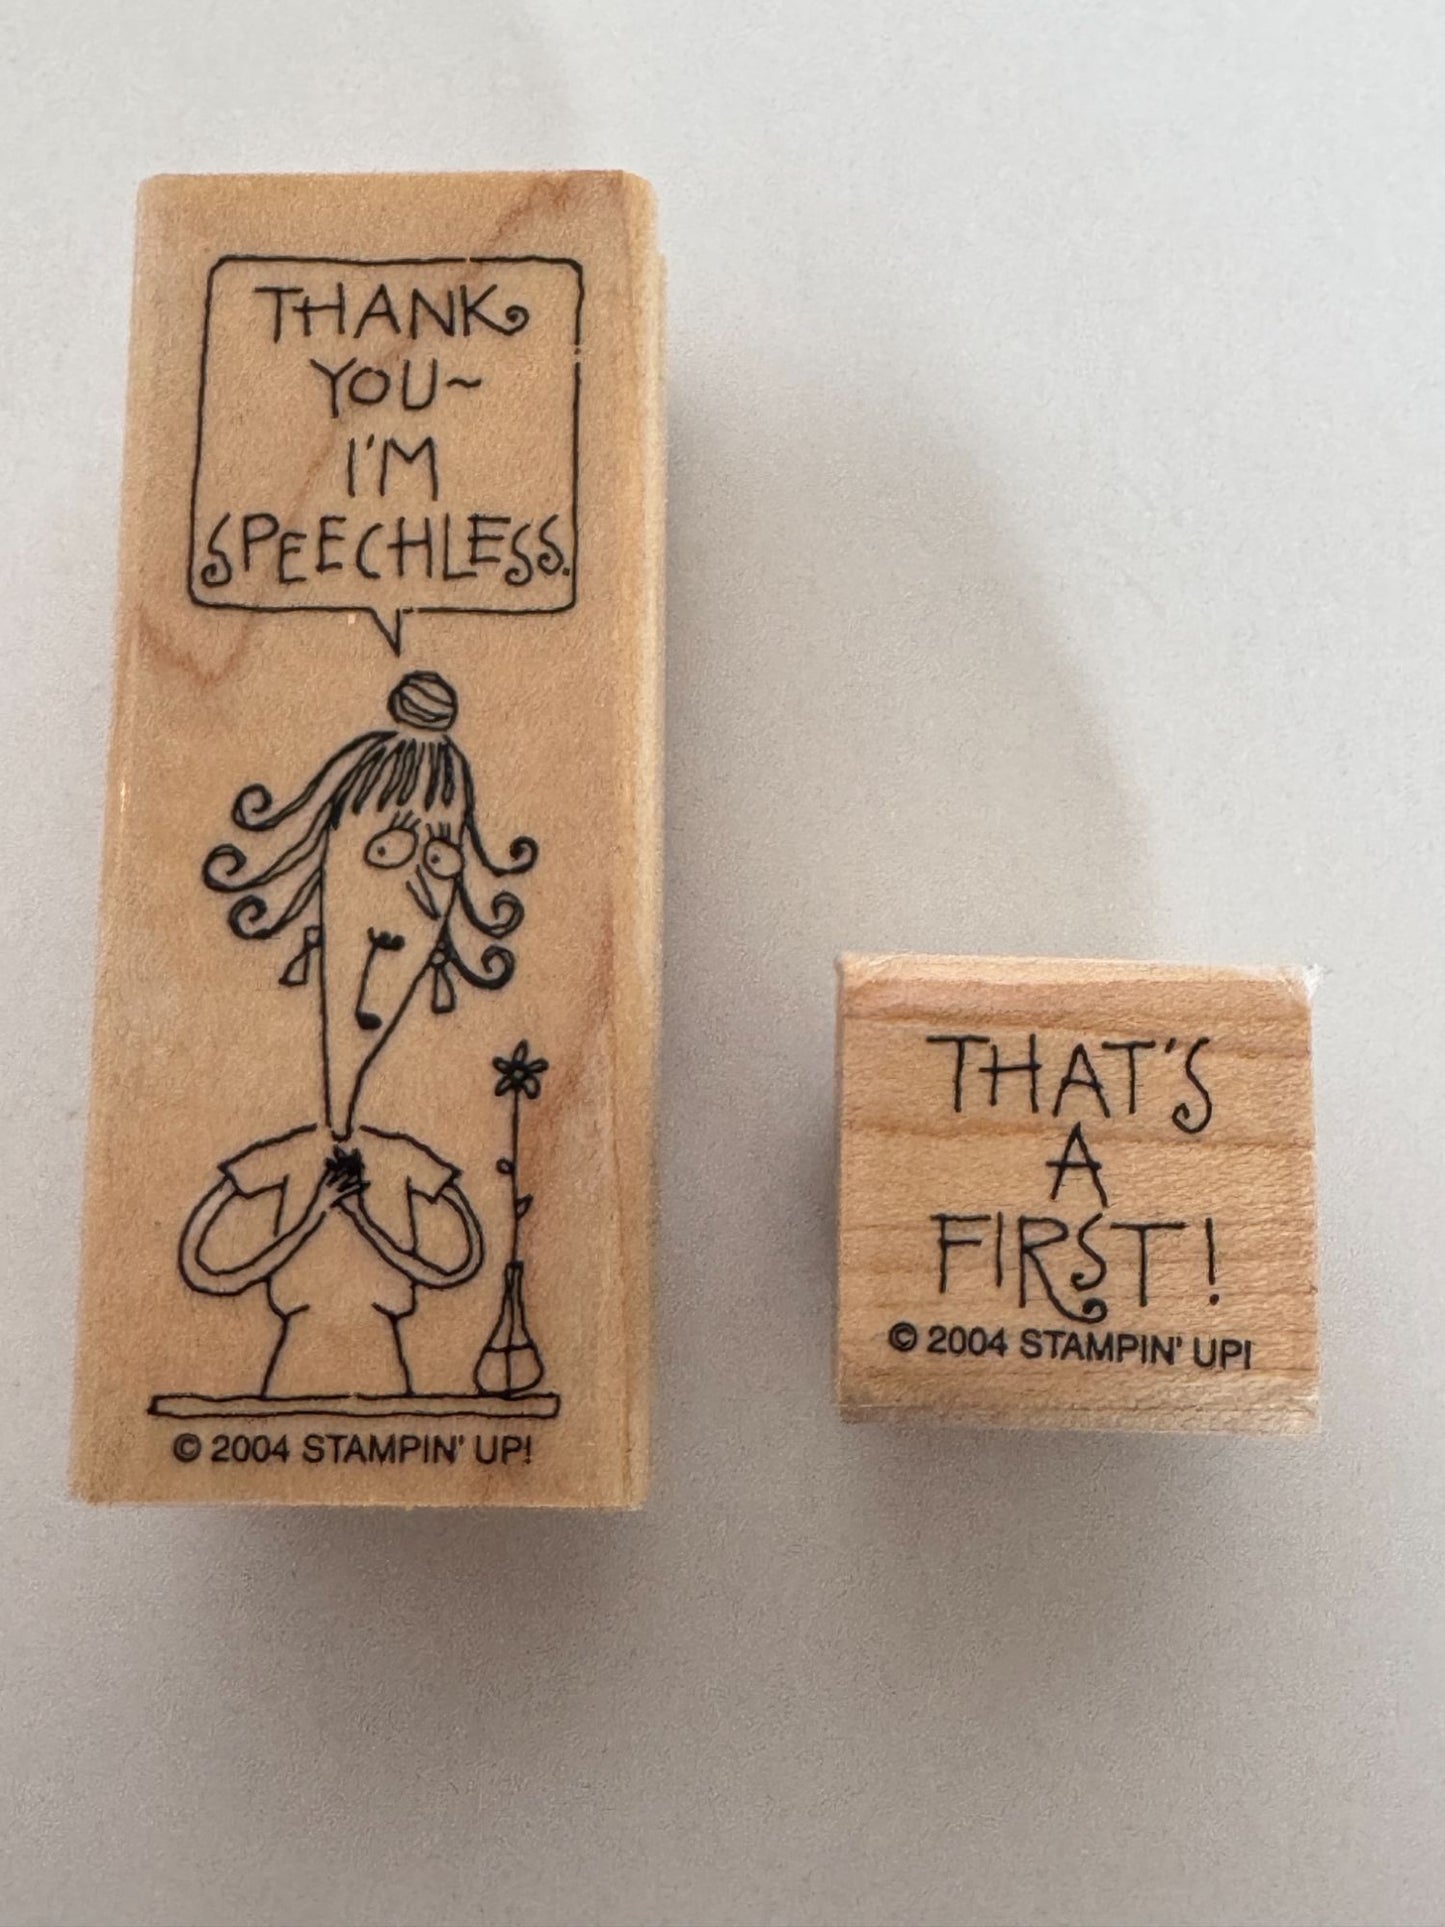 THANK
YOU~
I'M
SPEECHLESS.
© 2004 STAMPIN' UP!
THAT'S
A
FIRST!
© 2004 STAMPIN' UP!